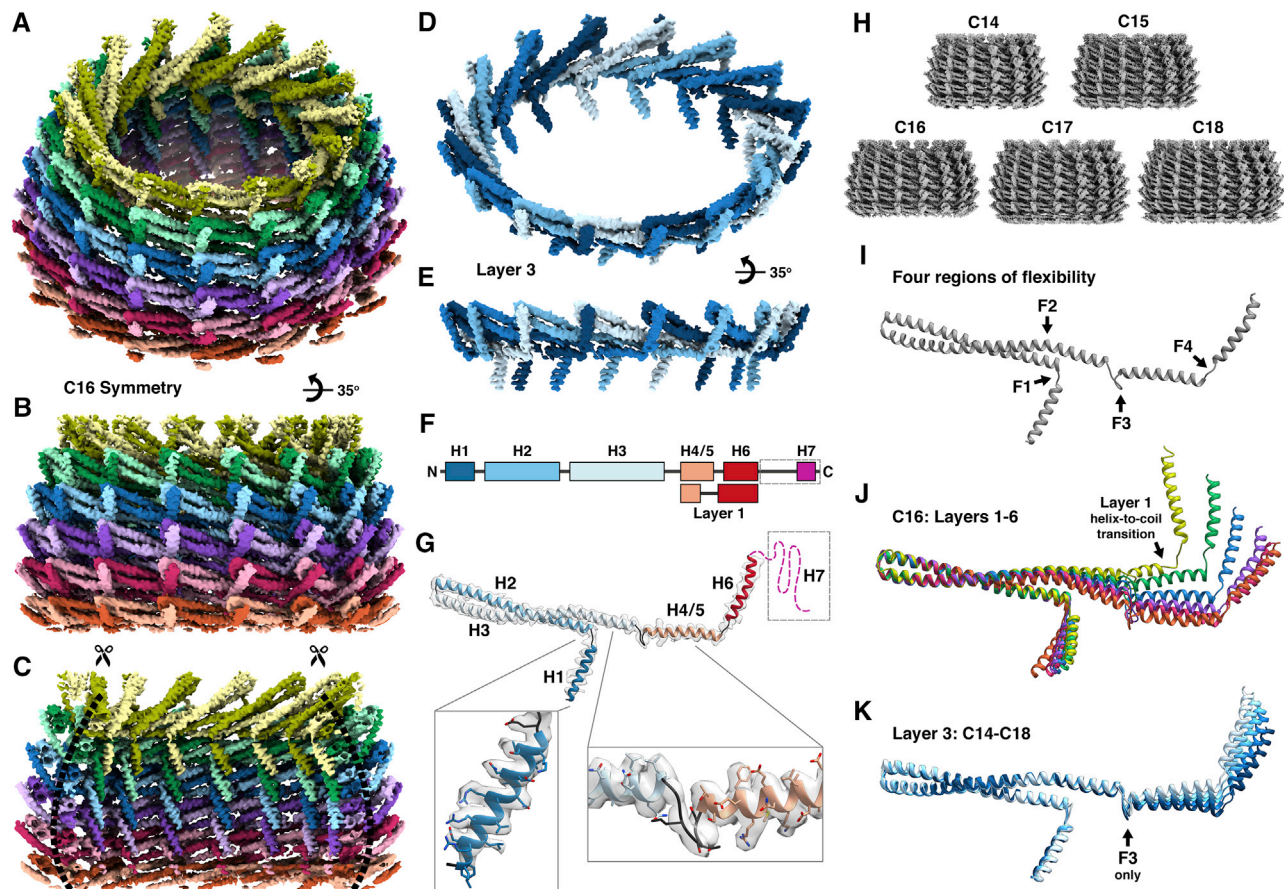 A
C16 Symmetry
35°
B
C
D
Layer 3
35°
E
F
H1
H2
H3
H4/5
H6
H7
N
C
Layer 1
G
H2
H3
H1
H4/5
H6
H7
H
C14
C15
C16
C17
C18
I
Four regions of flexibility
F2
F4
F1
F3
J
C16: Layers 1-6
Layer 1
helix-to-coil
transition
K
Layer 3: C14-C18
F3
only